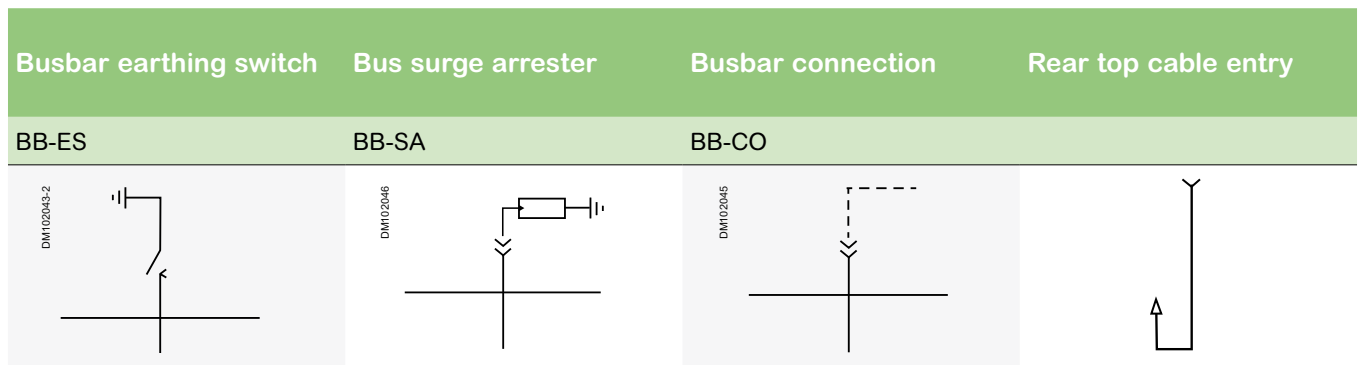 Busbar earthing switch
Bus surge arrester
Busbar connection
Rear top cable entry
BB-ES
BB-SA
BB-CO
DM102043-2
DM102046
DM102045